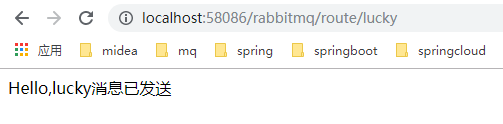 localhost:58086/rabbitmq/route/lucky
应用 midea mq spring springboot springcloud
Hello,lucky消息已发送